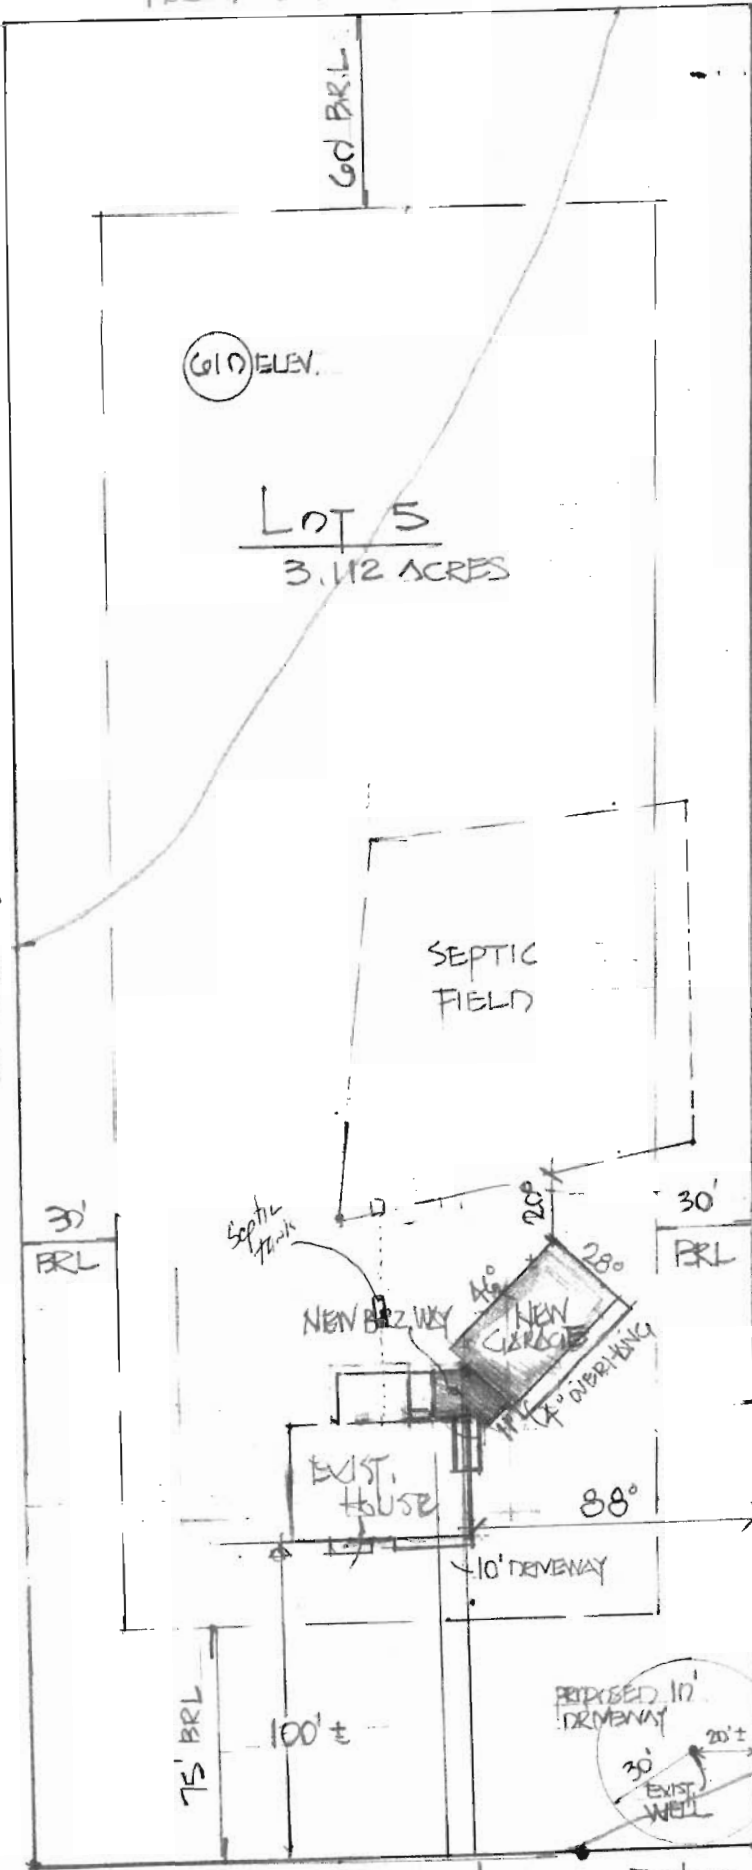 60' BRL
610 ELEV.
LOT 5
3.112 ACRES
SEPTIC
FIELD
20°
30'
BRL
30'
BRL
Septic
tank
28°
NEW BRZ. WAY
NEW
GARAGE
4° OVERHANG
EXIST.
HOUSE
88°
10' DRIVEWAY
75' BRL
100' ±
PROPOSED 10'
DRIVEWAY
30'
20' ±
EXIST.
WELL